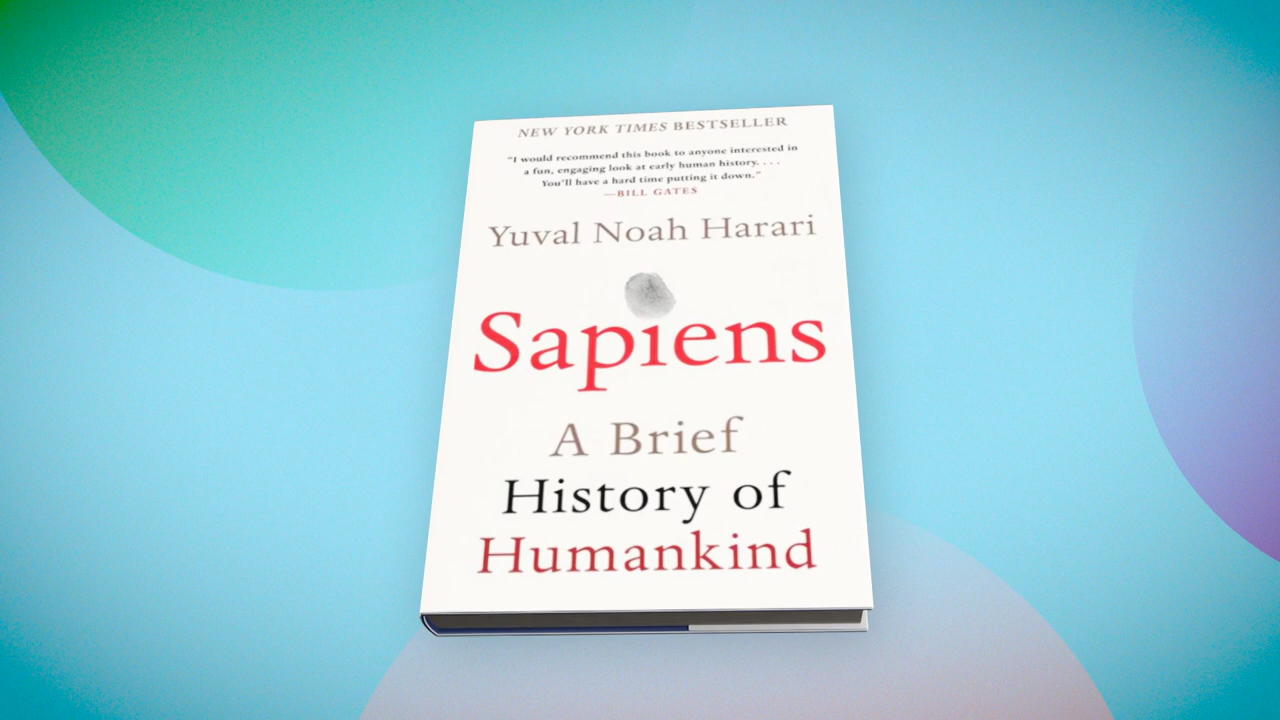 NEW YORK TIMES BESTSELLER
"I would recommend this book to anyone interested in
a fun, engaging look at early human history. . . .
You'll have a hard time putting it down."
—BILL GATES
Yuval Noah Harari
Sapiens
A Brief
History of
Humankind